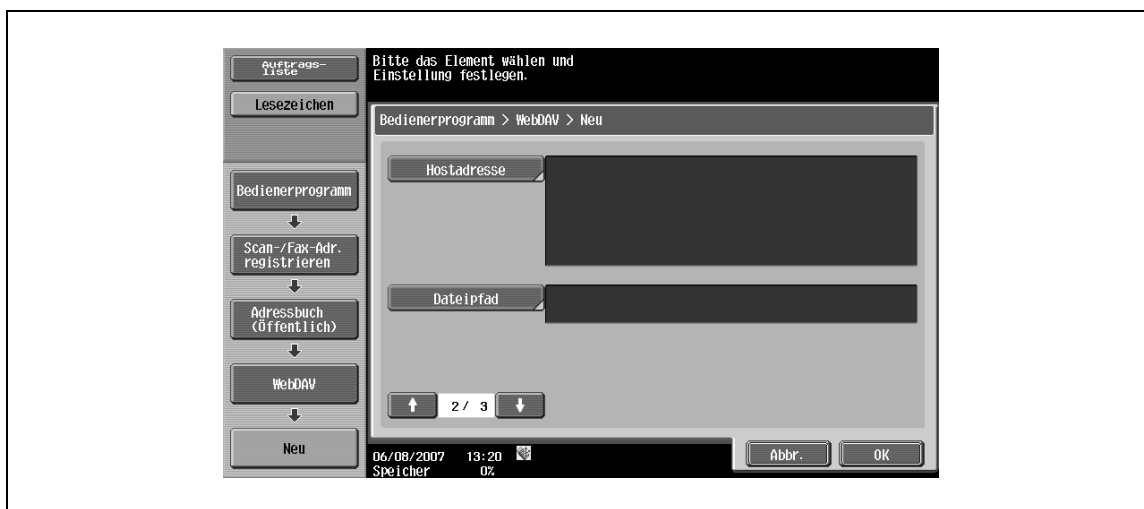 Auftrags-
liste
Bitte das Element wählen und
Einstellung festlegen.
Lesezeichen
Bedienerprogramm > WebDAV > Neu
Hostadresse
Bedienerprogramm
Scan-/Fax-Adr.
registrieren
Dateipfad
Adressbuch
(Öffentlich)
WebDAV
2/ 3
Neu
06/08/2007 13:20
Speicher 0%
Abbr.
OK